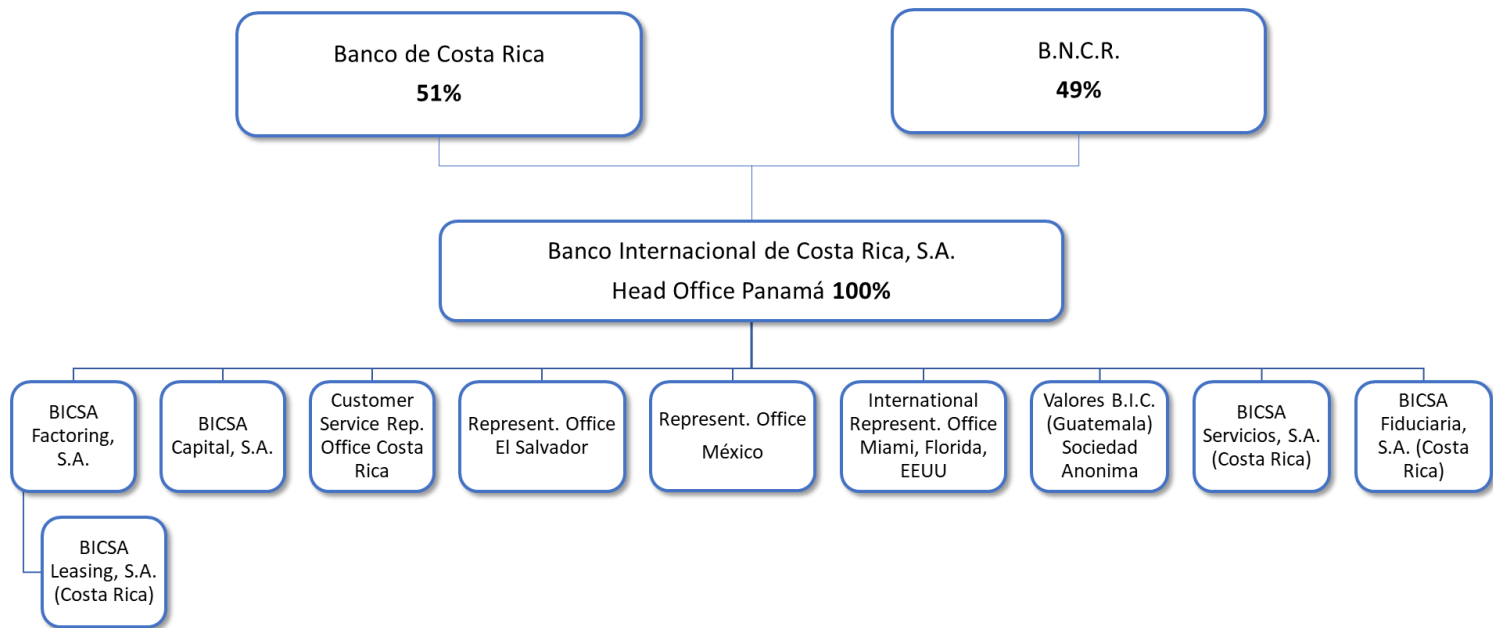 Banco de Costa Rica
51%
B.N.C.R.
49%
Banco Internacional de Costa Rica, S.A.
Head Office Panamá 100%
BICSA
Factoring,
S.A.
BICSA
Capital, S.A.
Customer
Service Rep.
Office Costa
Rica
Represent. Office
El Salvador
Represent. Office
México
International
Represent. Office
Miami, Florida,
EEUU
Valores B.I.C.
(Guatemala)
Sociedad
Anonima
BICSA
Servicios, S.A.
(Costa Rica)
BICSA
Fiduciaria,
S.A. (Costa
Rica)
BICSA
Leasing, S.A.
(Costa Rica)